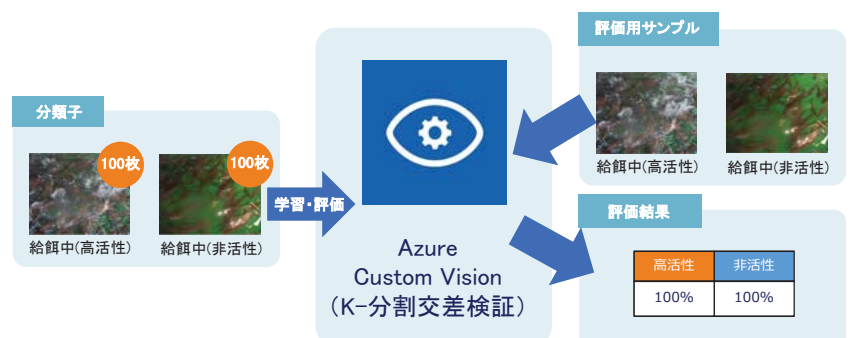 分類子
100枚
100枚
給餌中(高活性)
給餌中(非活性)
学習・評価
Azure
Custom Vision
(K-分割交差検証)
評価用サンプル
給餌中(高活性)
給餌中(非活性)
評価結果
高活性
非活性
100%
100%